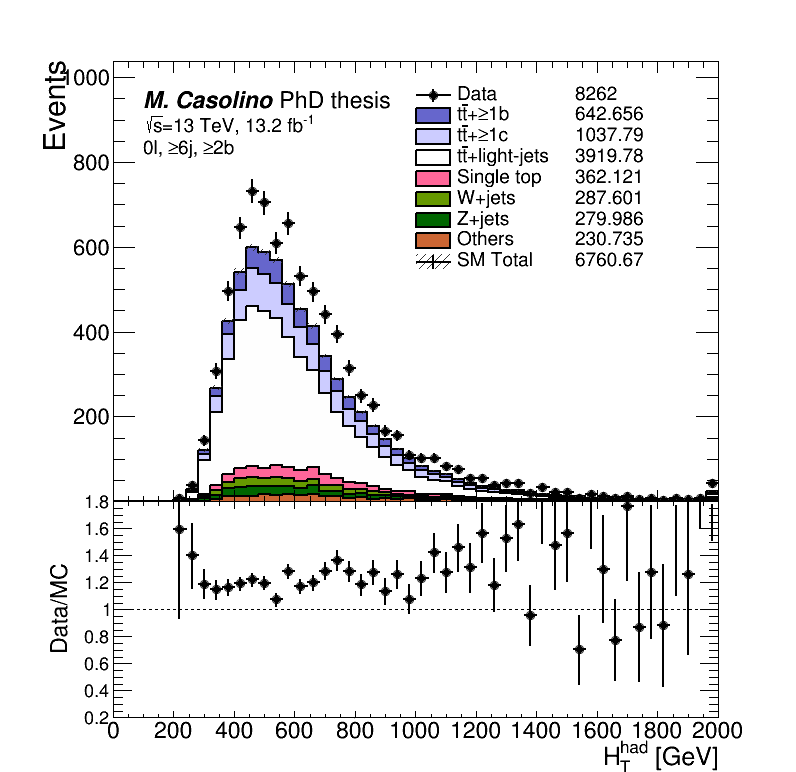 Events
1000
800
600
400
200
M. Casolino PhD thesis
√s=13 TeV, 13.2 fb⁻¹
0l, ≥6j, ≥2b
Data 8262
tt̄+≥1b 642.656
tt̄+≥1c 1037.79
tt̄+light-jets 3919.78
Single top 362.121
W+jets 287.601
Z+jets 279.986
Others 230.735
SM Total 6760.67
Data/MC
1.8
1.6
1.4
1.2
1
0.8
0.6
0.4
0.2
0 200 400 600 800 1000 1200 1400 1600 1800 2000
H_T^had [GeV]